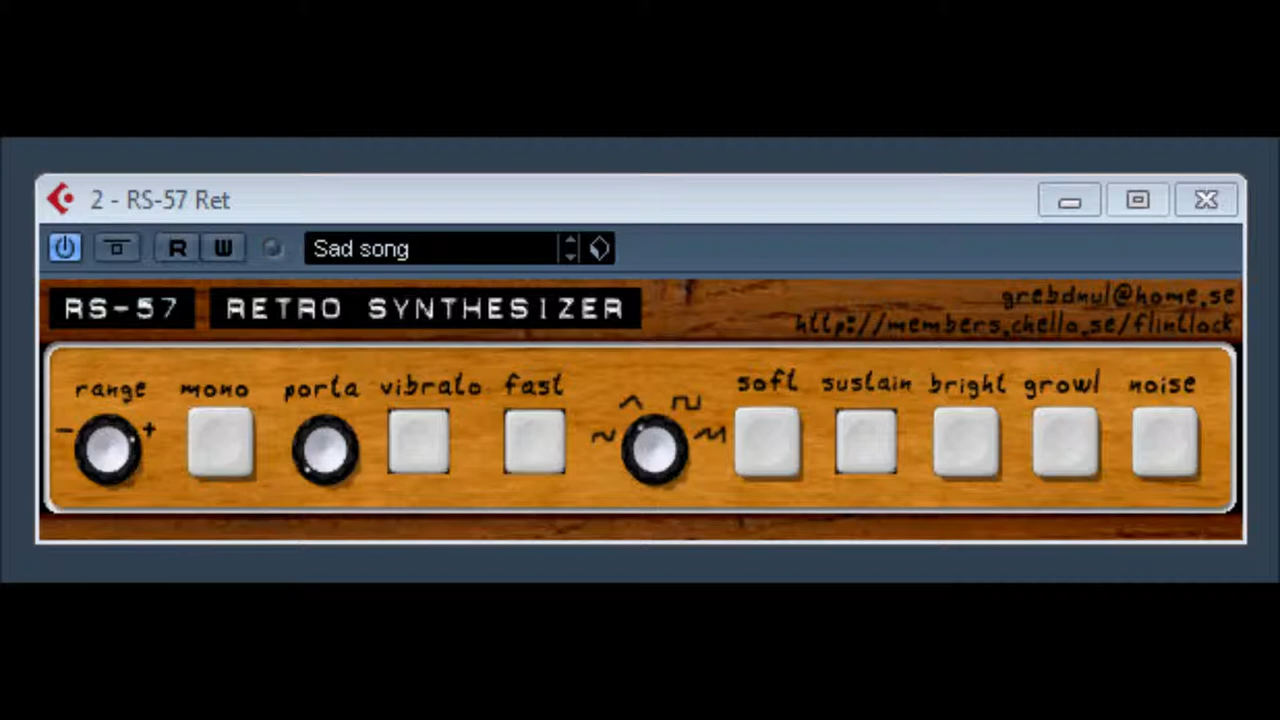 2 - RS-57 Ret
R W Sad song
RS-57 RETRO SYNTHESIZER
grebdnul@home.se
http://members.chello.se/flintlock
range mono porta vibrato fast soft sustain bright growl noise
- +